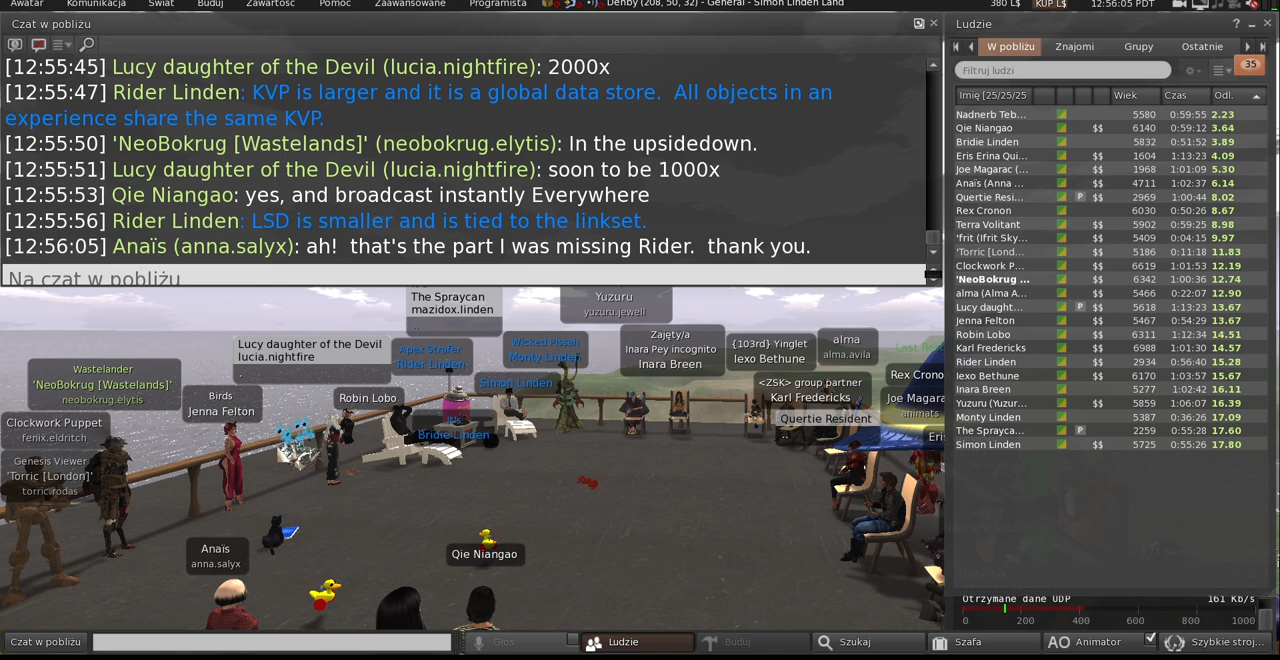 Awatar Komunikacja Świat Buduj Zawartość Pomoc Zaawansowane Programista Denby (208, 50, 32) - General - Simon Linden Land 380 L$ KUP L$ 12:56:05 PDT
Czat w pobliżu
[12:55:45] Lucy daughter of the Devil (lucia.nightfire): 2000x
[12:55:47] Rider Linden: KVP is larger and it is a global data store.  All objects in an
experience share the same KVP.
[12:55:50] 'NeoBokrug [Wastelands]' (neobokrug.elytis): In the upsidedown.
[12:55:51] Lucy daughter of the Devil (lucia.nightfire): soon to be 1000x
[12:55:53] Qie Niangao: yes, and broadcast instantly Everywhere
[12:55:56] Rider Linden: LSD is smaller and is tied to the linkset.
[12:56:05] Anaïs (anna.salyx): ah!  that's the part I was missing Rider.  thank you.
Na czat w pobliżu
The Spraycan
mazidox.linden
..
Yuzuru
yuzuru.jewell
Lucy daughter of the Devil
lucia.nightfire
..
Apex Strafer
Rider Linden
Wicked Pissah
Monty Linden
Zajęty/a
Inara Pey incognito
Inara Breen
{103rd} Yinglet
Iexo Bethune
alma
alma.avila
Last Resort
Wastelander
'NeoBokrug [Wastelands]'
neobokrug.elytis
Birds
Jenna Felton
Robin Lobo
Simon Linden
<ZSK> group partner
Karl Fredericks
Rex Crono
Joe Magara
animats
Quertie Resident
It's
Bridie Linden
Eris
Clockwork Puppet
fenix.eldritch
Genesis Viewer
'Torric [London]'
torric.rodas
Anaïs
anna.salyx
Qie Niangao
Ludzie
? _ ×
W pobliżu Znajomi Grupy Ostatnie
Filtruj ludzi
35
Imię [25/25/25 Wiek Czas Odl.
Nadnerb Teb... 5580 0:59:55 2.23
Qie Niangao $$ 6140 0:59:12 3.64
Bridie Linden 5832 0:51:52 3.89
Eris Erina Qui... $$ 1604 1:13:23 4.09
Joe Magarac (... $$ 1968 1:01:09 5.30
Anaïs (Anna ... $$ 4711 1:02:37 6.14
Quertie Resi... P $$ 2969 1:00:44 8.02
Rex Cronon 6030 0:50:26 8.67
Terra Volitant $$ 5902 0:59:25 8.98
'frit (Ifrit Sky... $$ 5409 0:04:15 9.97
'Torric [Lond... $$ 5186 0:11:18 11.83
Clockwork P... $$ 6619 1:01:53 12.19
'NeoBokrug ... $$ 6342 1:00:36 12.74
alma (Alma A... $$ 5466 0:22:07 12.90
Lucy daught... P $$ 5618 1:13:23 13.67
Jenna Felton $$ 5467 0:54:29 13.67
Robin Lobo $$ 6311 1:12:34 14.51
Karl Fredericks $$ 6988 1:01:30 14.57
Rider Linden $$ 2934 0:56:40 15.28
Iexo Bethune $$ 6170 1:03:57 15.67
Inara Breen 5277 1:02:42 16.11
Yuzuru (Yuzur... $$ 5859 1:06:07 16.39
Monty Linden 5387 0:36:26 17.09
The Sprayca... P 2259 0:55:28 17.60
Simon Linden $$ 5725 0:55:26 17.80
Otrzymane dane UDP 161 Kb/s
0 200 400 600 800 1000
Czat w pobliżu Głos Ludzie Buduj Szukaj Szafa AO Animator Szybkie stroj...